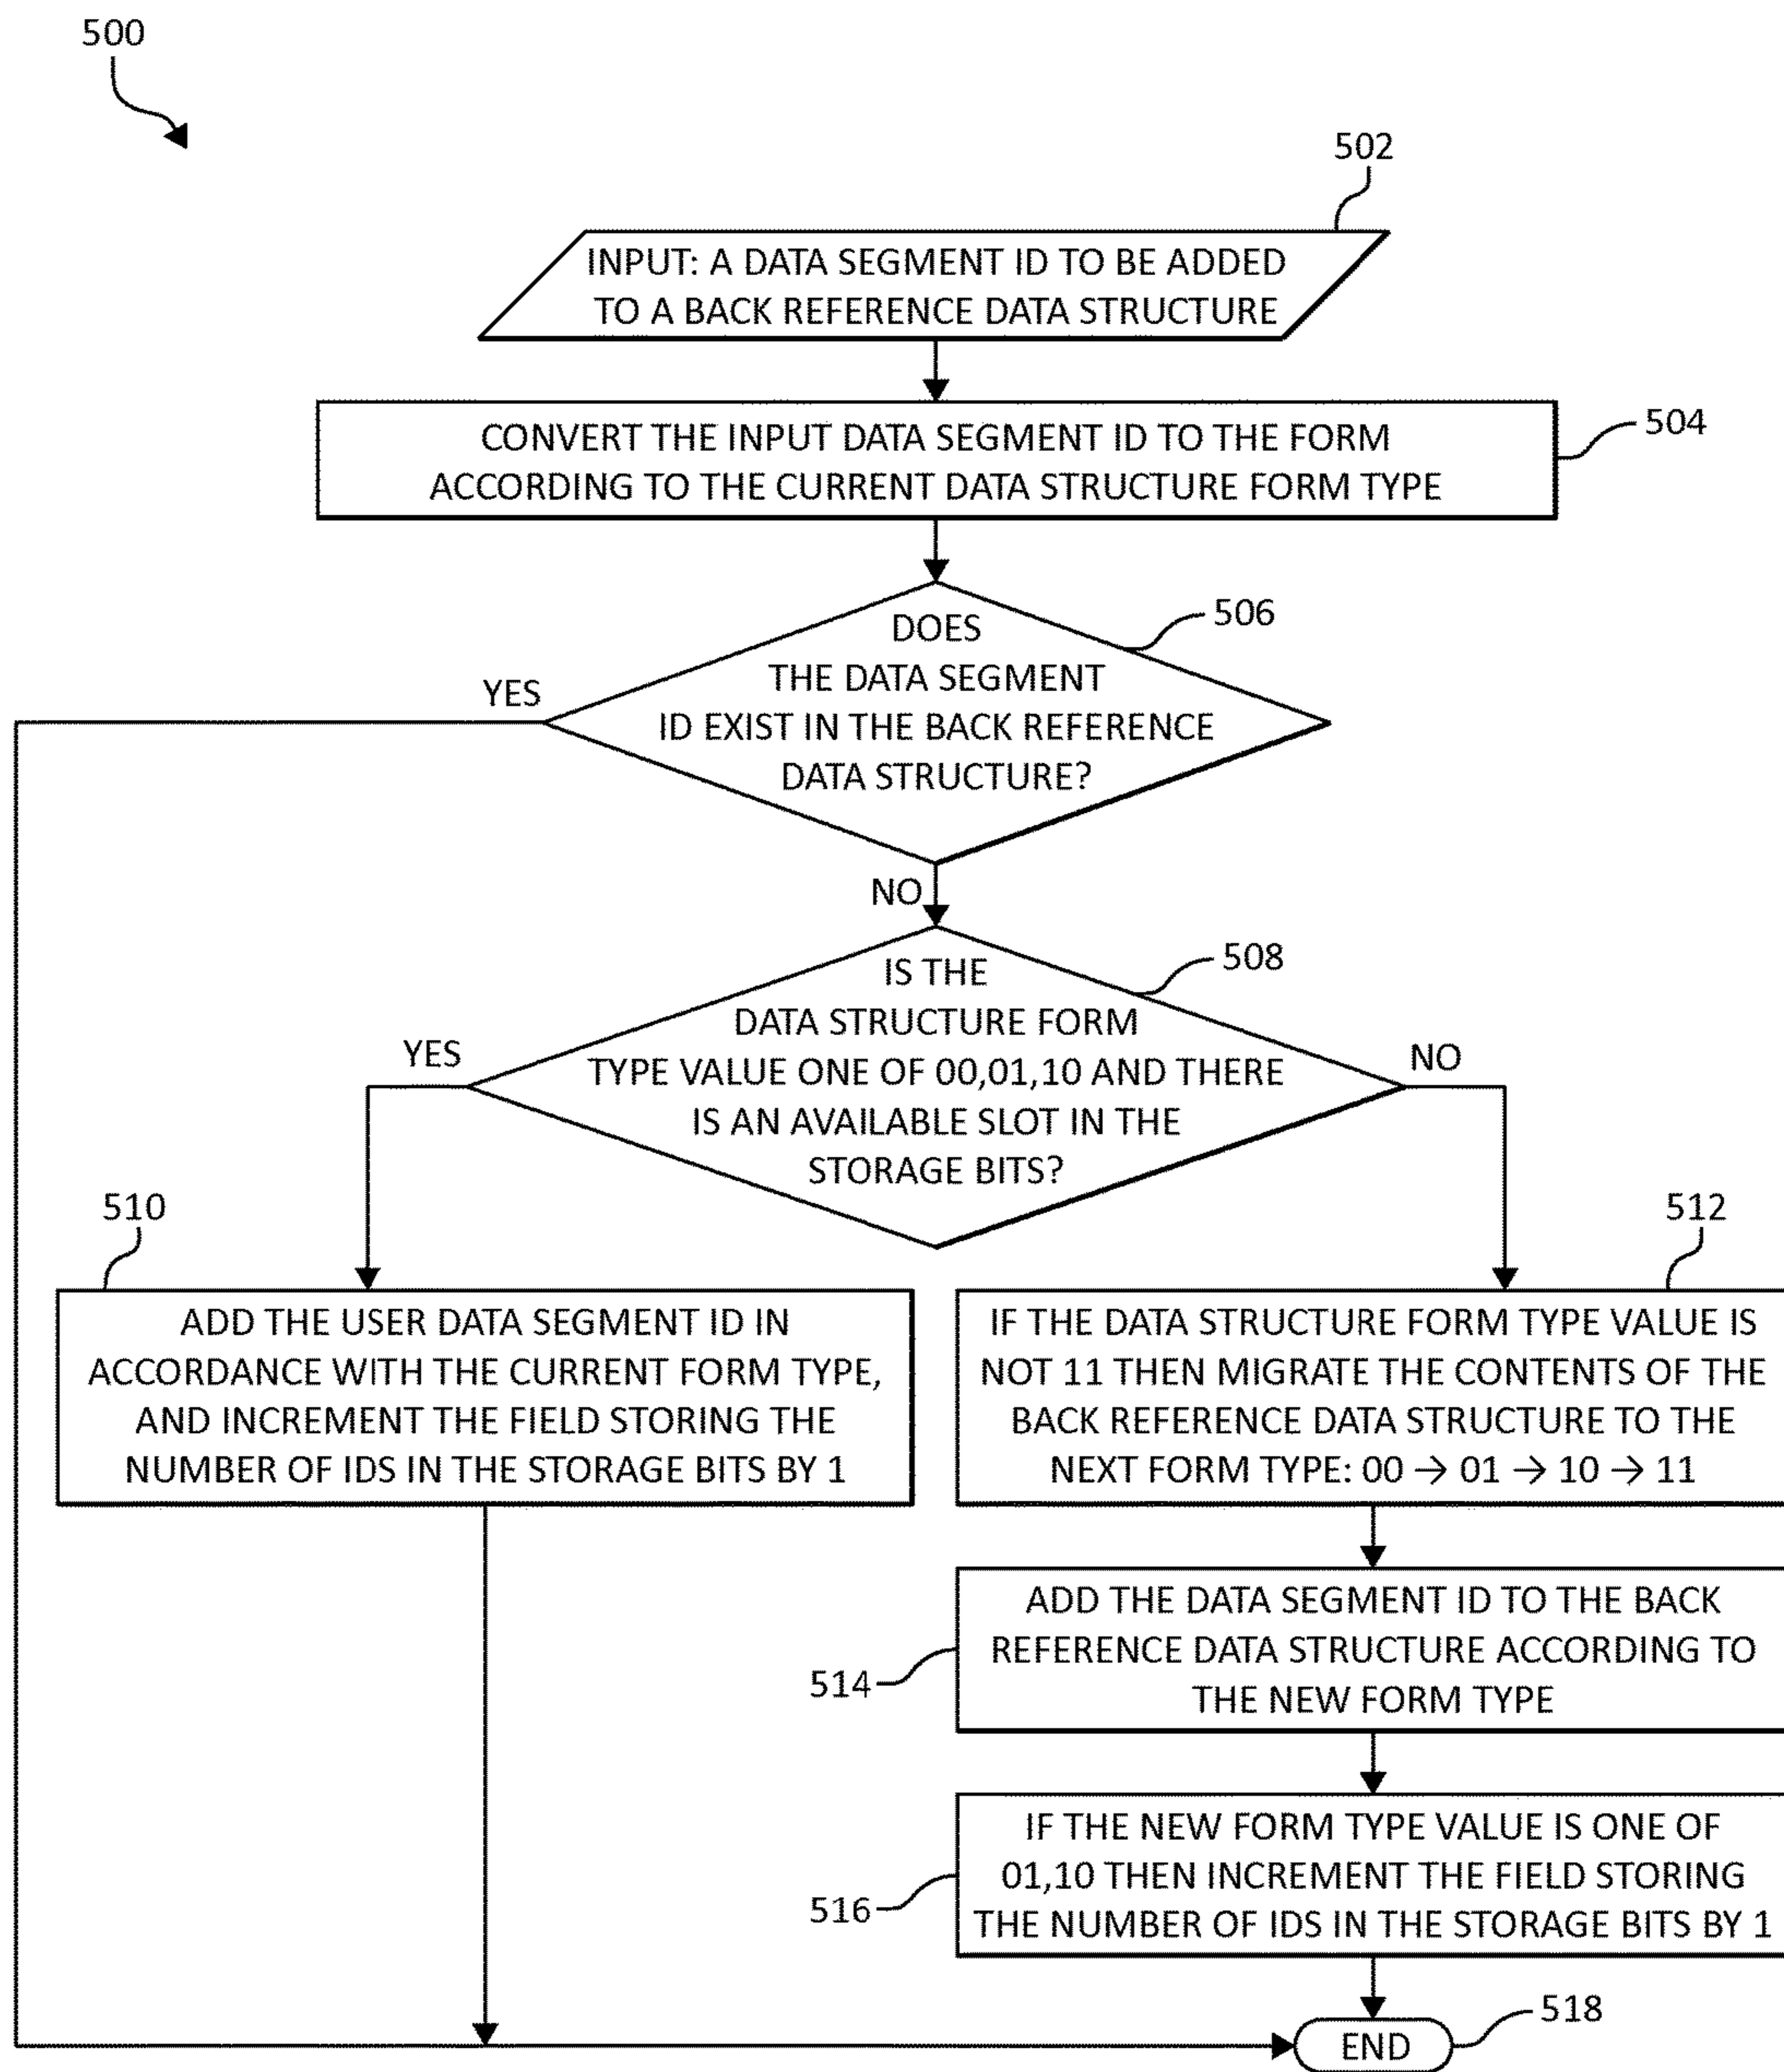 500
502
INPUT: A DATA SEGMENT ID TO BE ADDED
TO A BACK REFERENCE DATA STRUCTURE
504
CONVERT THE INPUT DATA SEGMENT ID TO THE FORM
ACCORDING TO THE CURRENT DATA STRUCTURE FORM TYPE
506
DOES
THE DATA SEGMENT
ID EXIST IN THE BACK REFERENCE
DATA STRUCTURE?
YES
NO
508
IS THE
DATA STRUCTURE FORM
TYPE VALUE ONE OF 00,01,10 AND THERE
IS AN AVAILABLE SLOT IN THE
STORAGE BITS?
YES
NO
510
ADD THE USER DATA SEGMENT ID IN
ACCORDANCE WITH THE CURRENT FORM TYPE,
AND INCREMENT THE FIELD STORING THE
NUMBER OF IDS IN THE STORAGE BITS BY 1
512
IF THE DATA STRUCTURE FORM TYPE VALUE IS
NOT 11 THEN MIGRATE THE CONTENTS OF THE
BACK REFERENCE DATA STRUCTURE TO THE
NEXT FORM TYPE: 00 → 01 → 10 → 11
514
ADD THE DATA SEGMENT ID TO THE BACK
REFERENCE DATA STRUCTURE ACCORDING TO
THE NEW FORM TYPE
516
IF THE NEW FORM TYPE VALUE IS ONE OF
01,10 THEN INCREMENT THE FIELD STORING
THE NUMBER OF IDS IN THE STORAGE BITS BY 1
END
518